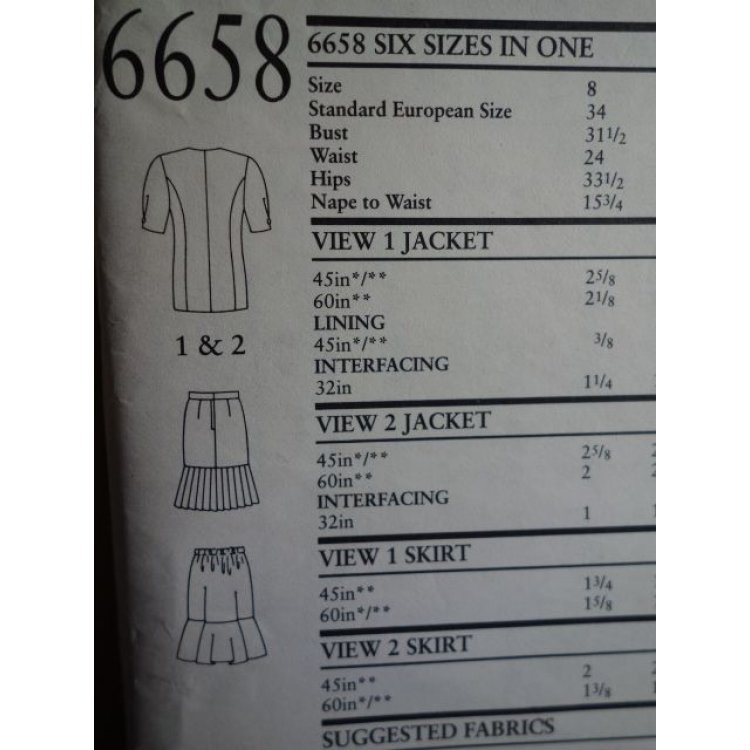 6658
6658 SIX SIZES IN ONE
Size 8
Standard European Size 34
Bust 31 1/2
Waist 24
Hips 33 1/2
Nape to Waist 15 3/4
VIEW 1 JACKET
45in*/** 2 5/8
60in** 2 1/8
LINING
45in*/** 3/8
INTERFACING
32in 1 1/4
1 & 2
VIEW 2 JACKET
45in*/** 2 5/8
60in** 2
INTERFACING
32in 1
VIEW 1 SKIRT
45in** 1 3/4
60in*/** 1 5/8
VIEW 2 SKIRT
45in** 2
60in*/** 1 3/8
SUGGESTED FABRICS